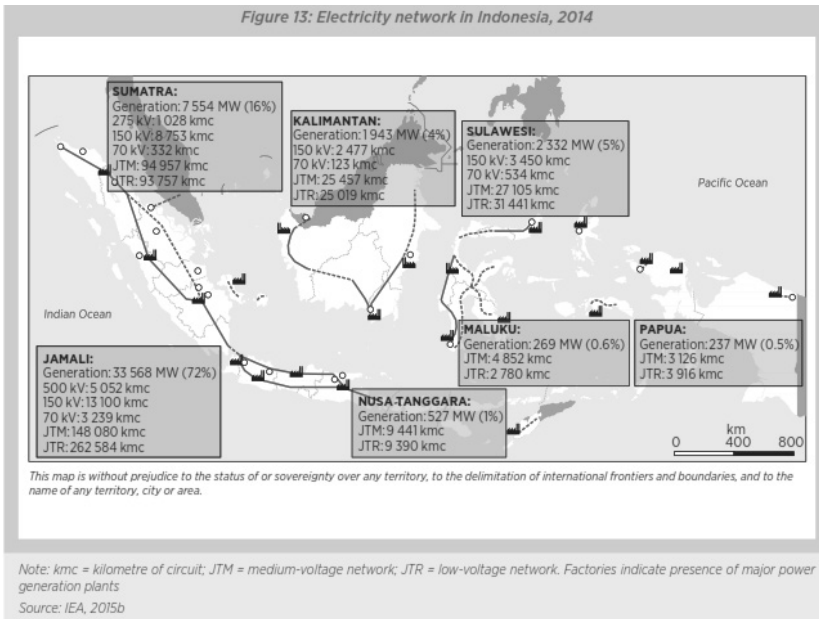 Figure 13: Electricity network in Indonesia, 2014
SUMATRA:
Generation: 7 554 MW (16%)
275 kV: 1 028 kmc
150 kV: 8 753 kmc
70 kV: 332 kmc
JTM: 94 957 kmc
JTR: 93 757 kmc
KALIMANTAN:
Generation: 1 943 MW (4%)
150 kV: 2 477 kmc
70 kV: 123 kmc
JTM: 25 457 kmc
JTR: 25 019 kmc
SULAWESI:
Generation: 2 332 MW (5%)
150 kV: 3 450 kmc
70 kV: 534 kmc
JTM: 27 105 kmc
JTR: 31 441 kmc
Pacific Ocean
Indian Ocean
JAMALI:
Generation: 33 568 MW (72%)
500 kV: 5 052 kmc
150 kV: 13 100 kmc
70 kV: 3 239 kmc
JTM: 148 080 kmc
JTR: 262 584 kmc
NUSA TANGGARA:
Generation: 527 MW (1%)
JTM: 9 441 kmc
JTR: 9 390 kmc
MALUKU:
Generation: 269 MW (0.6%)
JTM: 4 852 kmc
JTR: 2 780 kmc
PAPUA:
Generation: 237 MW (0.5%)
JTM: 3 126 kmc
JTR: 3 916 kmc
km
0 400 800
This map is without prejudice to the status of or sovereignty over any territory, to the delimitation of international frontiers and boundaries, and to the
name of any territory, city or area.
Note: kmc = kilometre of circuit; JTM = medium-voltage network; JTR = low-voltage network. Factories indicate presence of major power
generation plants
Source: IEA, 2015b